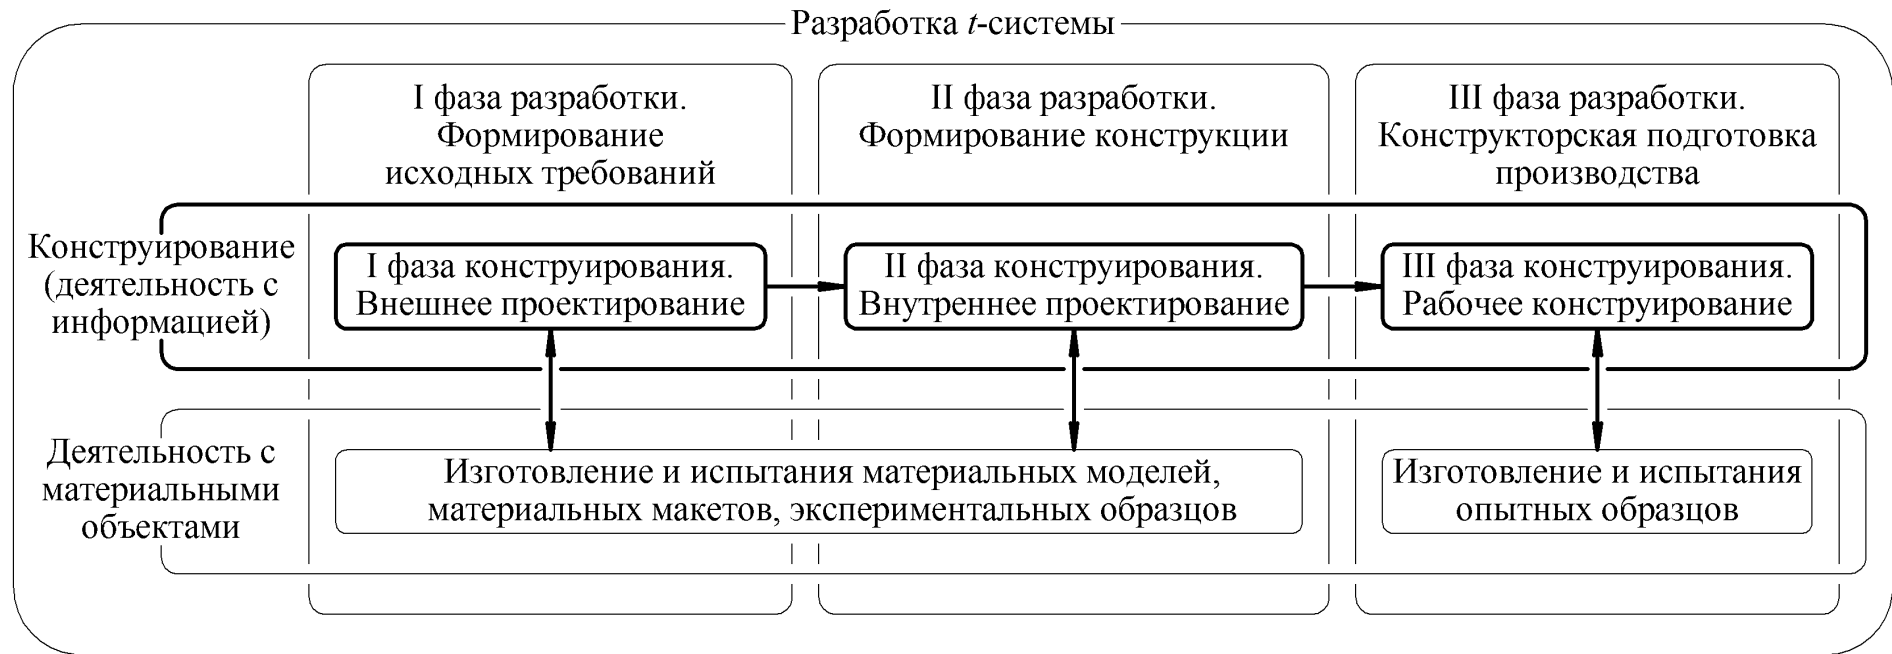 Разработка t-системы
I фаза разработки.
Формирование
исходных требований
II фаза разработки.
Формирование конструкции
III фаза разработки.
Конструкторская подготовка
производства
Конструирование
(деятельность с
информацией)
I фаза конструирования.
Внешнее проектирование
II фаза конструирования.
Внутреннее проектирование
III фаза конструирования.
Рабочее конструирование
Деятельность с
материальными
объектами
Изготовление и испытания материальных моделей,
материальных макетов, экспериментальных образцов
Изготовление и испытания
опытных образцов